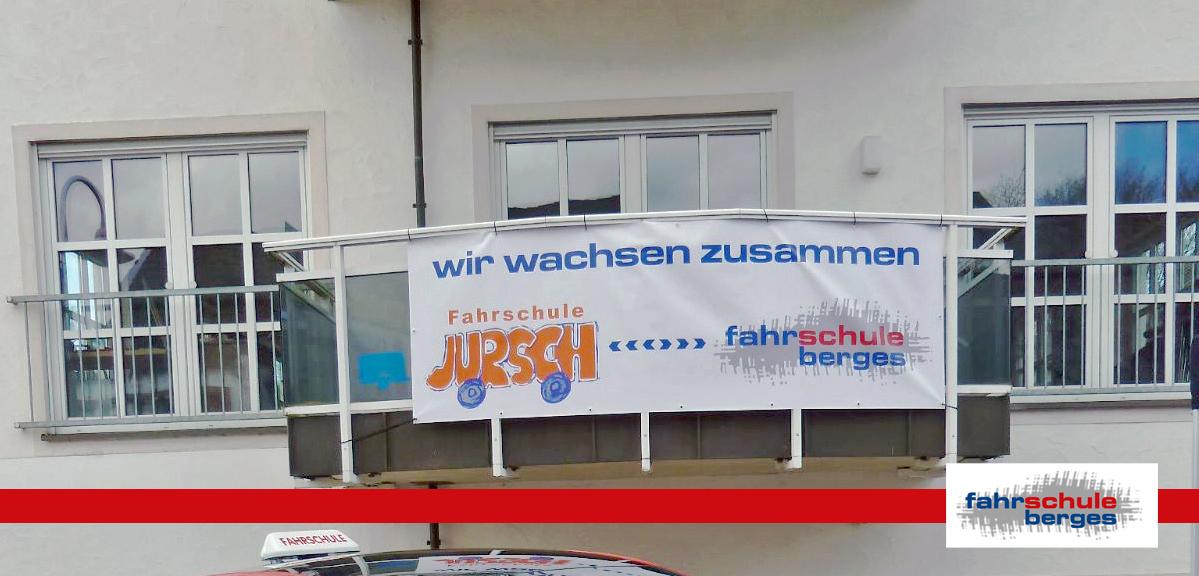 wir wachsen zusammen
Fahrschule
JURSCH
fahrschule
berges
fahrschule
berges
FAHRSCHULE